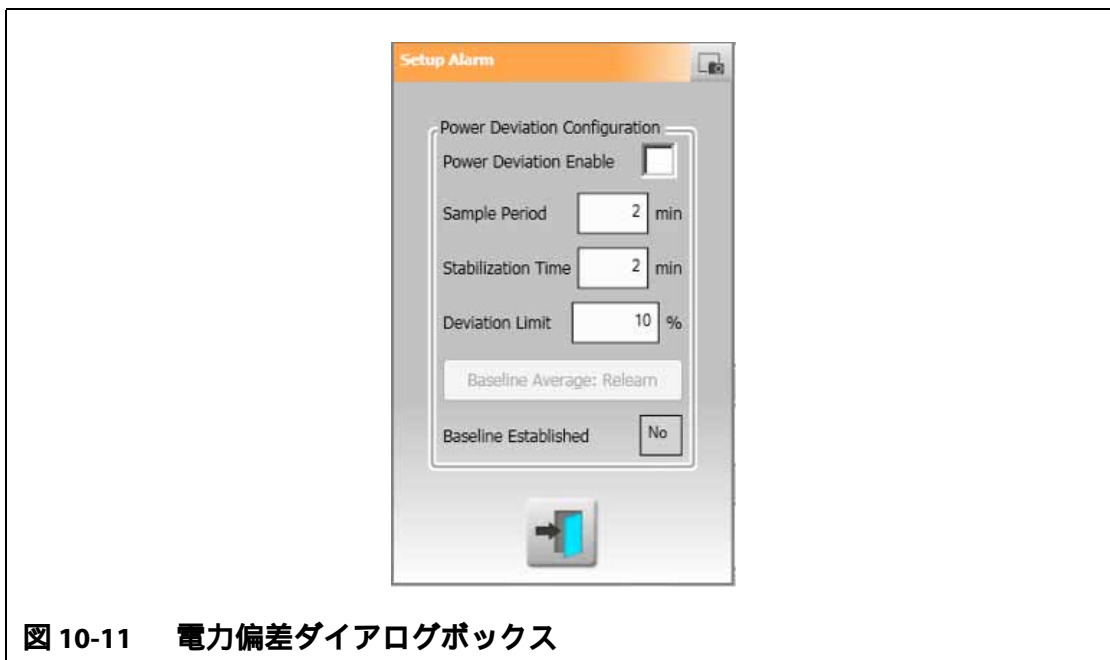 Setup Alarm
Power Deviation Configuration
Power Deviation Enable
Sample Period 2 min
Stabilization Time 2 min
Deviation Limit 10 %
Baseline Average: Relearn
Baseline Established No
図 10-11 電力偏差ダイアログボックス